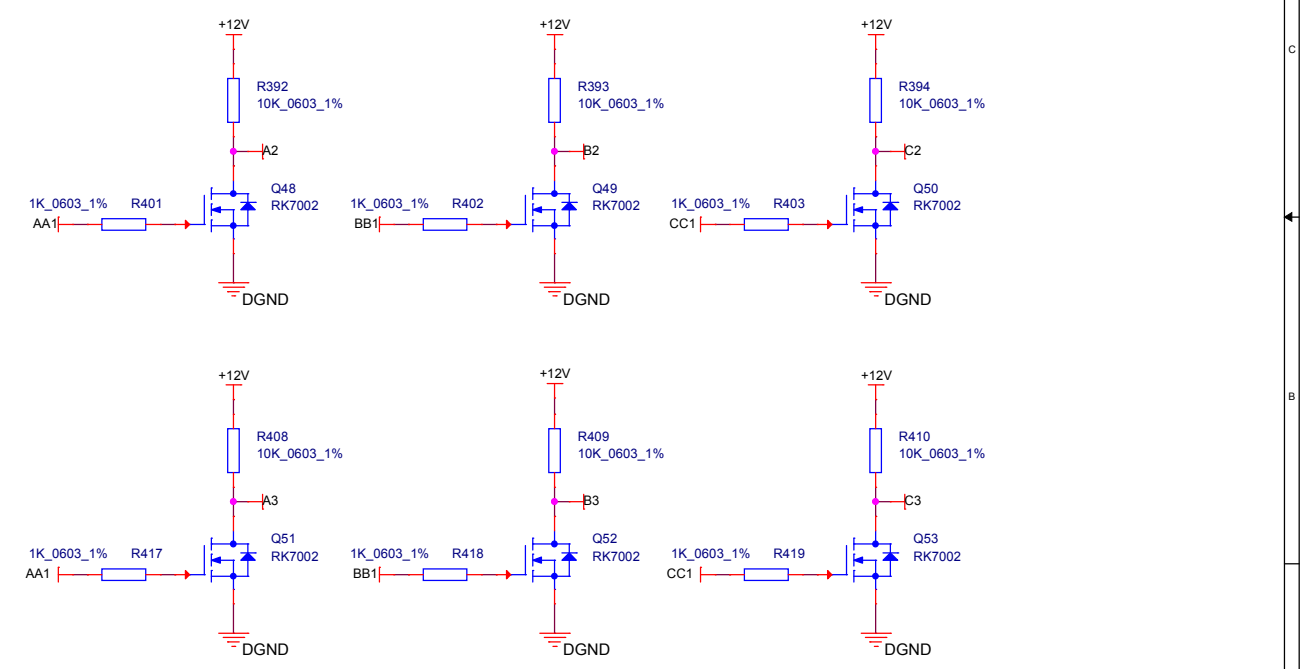 +12V +12V +12V
C
R392 R393 R394
10K_0603_1% 10K_0603_1% 10K_0603_1%
A2 B2 C2
Q48 Q49 Q50
1K_0603_1% R401 RK7002 1K_0603_1% R402 RK7002 1K_0603_1% R403 RK7002
AA1 BB1 CC1
DGND DGND DGND
+12V +12V +12V
B
R408 R409 R410
10K_0603_1% 10K_0603_1% 10K_0603_1%
A3 B3 C3
Q51 Q52 Q53
1K_0603_1% R417 RK7002 1K_0603_1% R418 RK7002 1K_0603_1% R419 RK7002
AA1 BB1 CC1
DGND DGND DGND